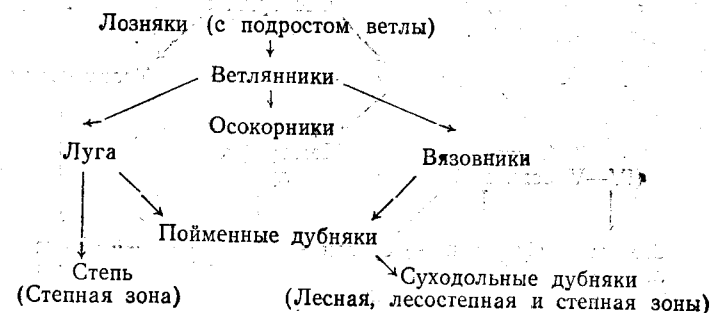 Лозняки (с подростом ветлы)
Ветлянники
Осокорники
Луга
Вязовники
Пойменные дубняки
Степь
(Степная зона)
Суходольные дубняки
(Лесная, лесостепная и степная зоны)